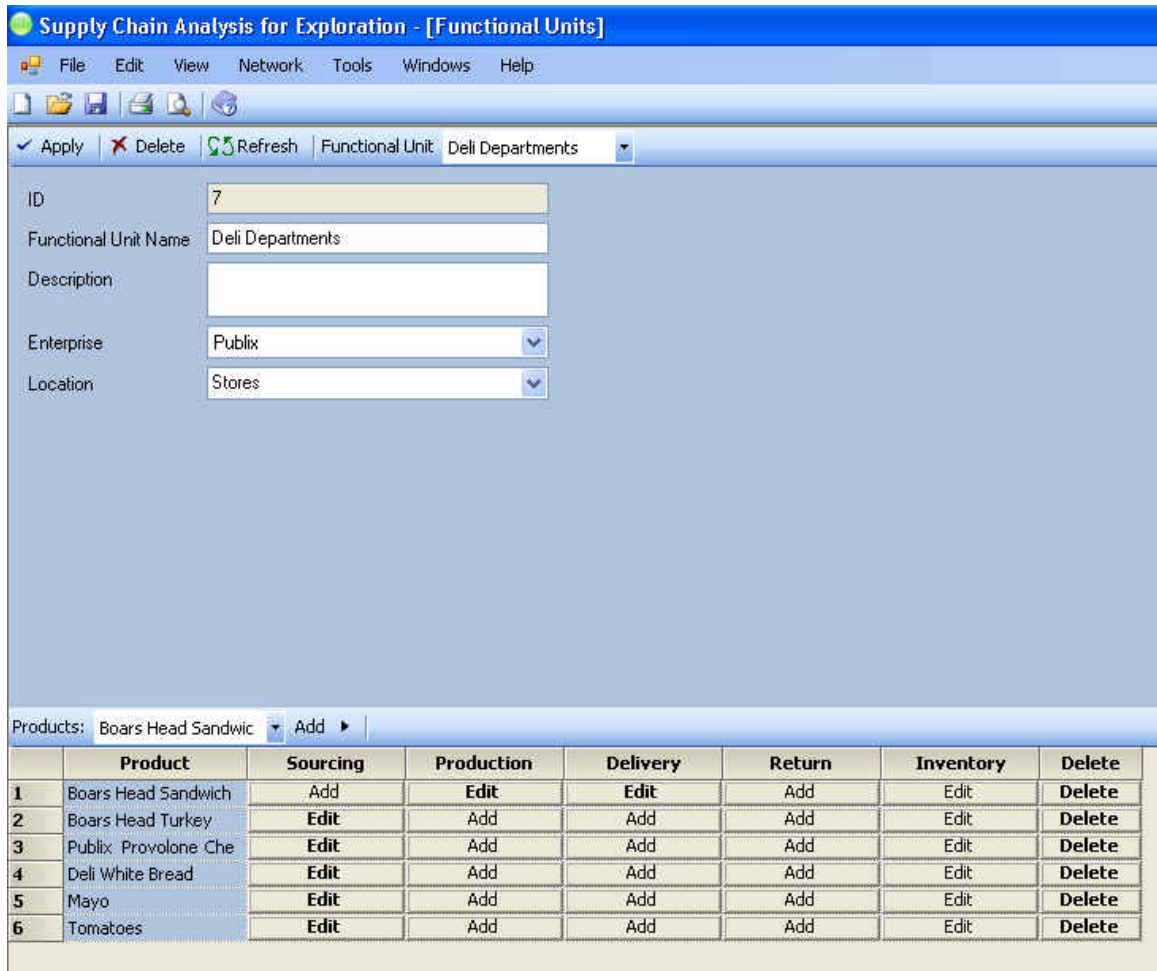 Supply Chain Analysis for Exploration - [Functional Units]
File Edit View Network Tools Windows Help
Apply Delete Refresh Functional Unit Deli Departments
ID 7
Functional Unit Name Deli Departments
Description
Enterprise Publix
Location Stores
Products: Boars Head Sandwic Add
Product Sourcing Production Delivery Return Inventory Delete
1 Boars Head Sandwich Add Edit Edit Add Edit Delete
2 Boars Head Turkey Edit Add Add Add Edit Delete
3 Publix Provolone Che Edit Add Add Add Edit Delete
4 Deli White Bread Edit Add Add Add Edit Delete
5 Mayo Edit Add Add Add Edit Delete
6 Tomatoes Edit Add Add Add Edit Delete